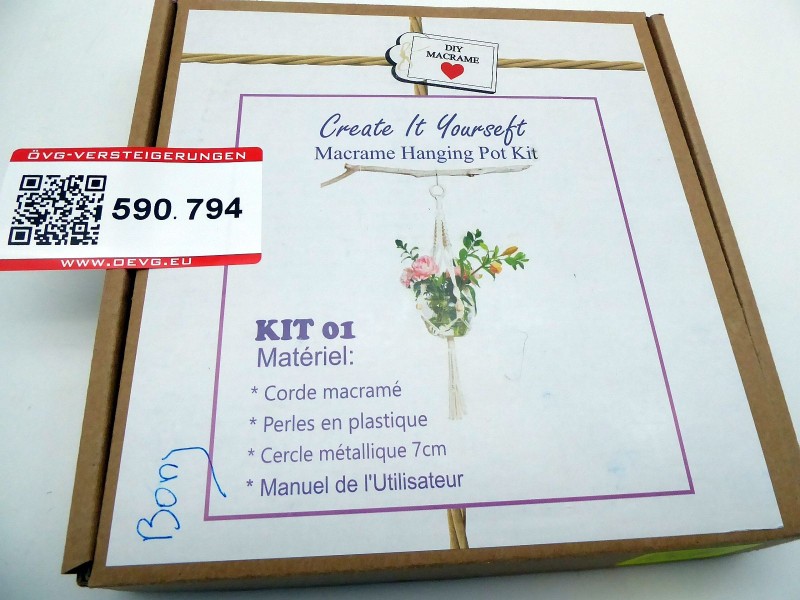 DIY
MACRAME
Create It Yourseft
Macrame Hanging Pot Kit
ÖVG-VERSTEIGERUNGEN
590.794
WWW.OEVG.EU
KIT 01
Matériel:
* Corde macramé
* Perles en plastique
* Cercle métallique 7cm
* Manuel de l'Utilisateur
Bony